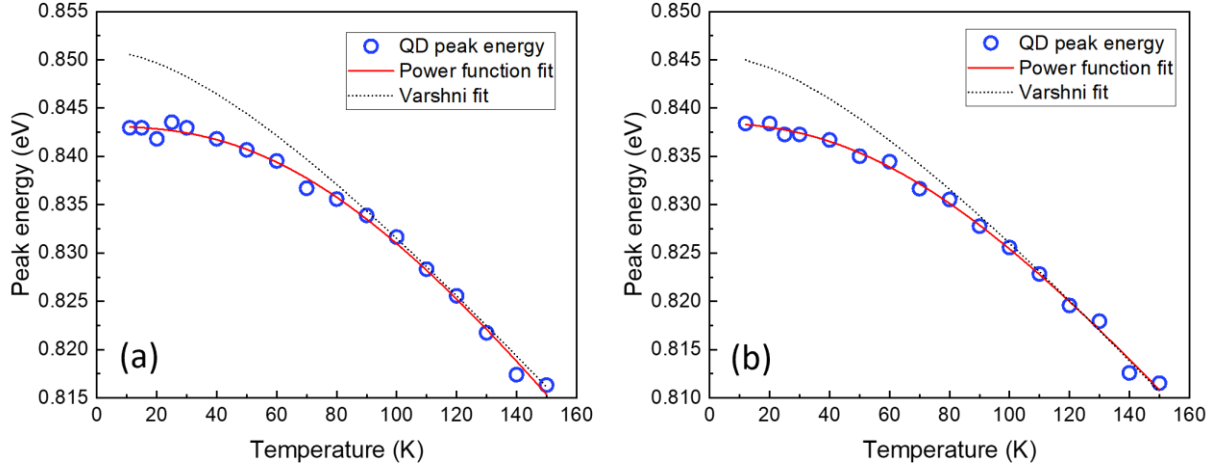 0.855
0.850
0.845
0.840
0.835
0.830
0.825
0.820
0.815
Peak energy (eV)
QD peak energy
Power function fit
Varshni fit
(a)
0 20 40 60 80 100 120 140 160
Temperature (K)
0.850
0.845
0.840
0.835
0.830
0.825
0.820
0.815
0.810
Peak energy (eV)
QD peak energy
Power function fit
Varshni fit
(b)
0 20 40 60 80 100 120 140 160
Temperature (K)